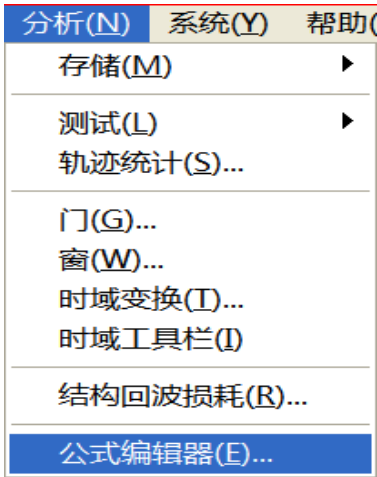 分析(N) 系统(Y) 帮助(
存储(M)
测试(L)
轨迹统计(S)...
门(G)...
窗(W)...
时域变换(T)...
时域工具栏(I)
结构回波损耗(R)...
公式编辑器(E)...